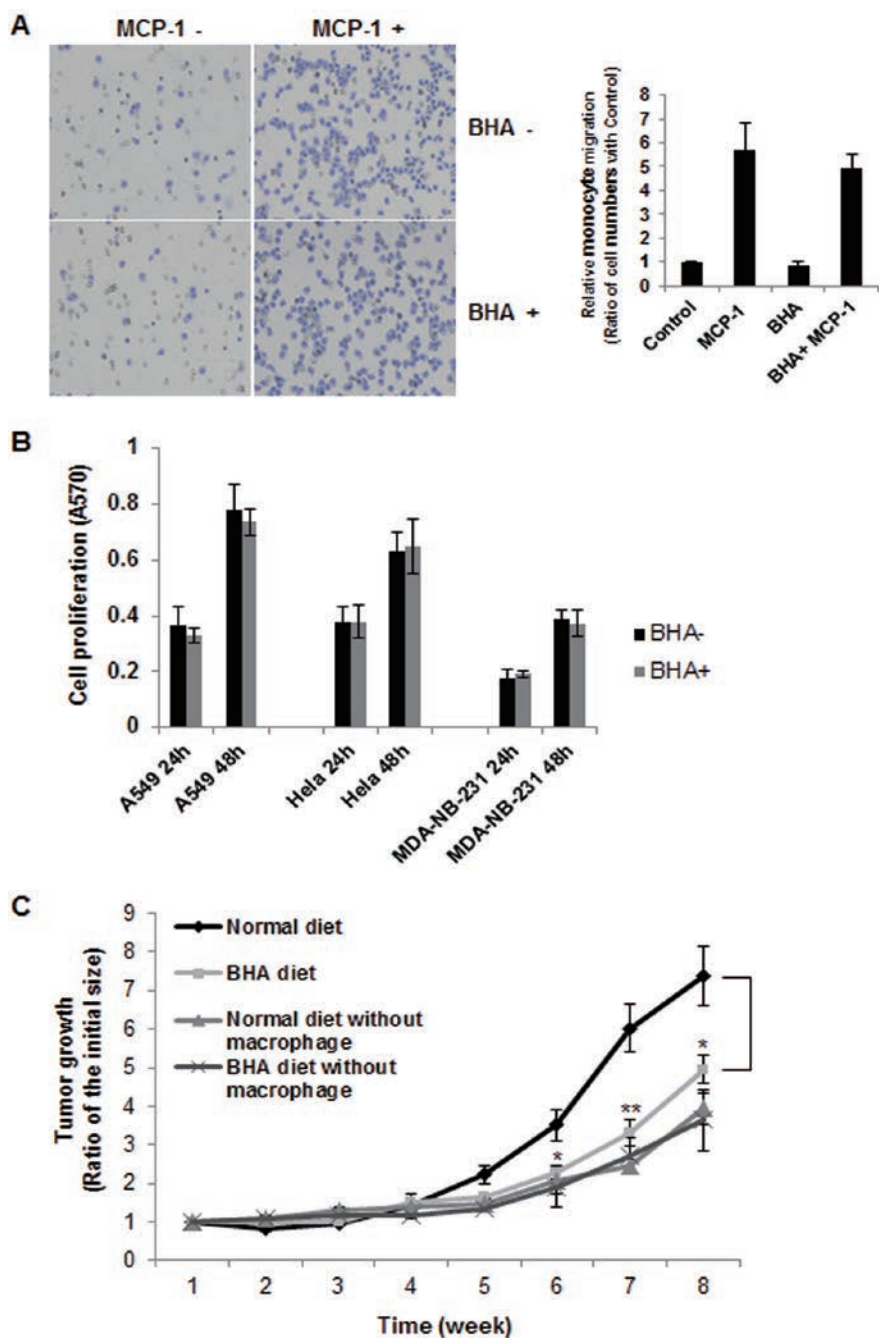 A
MCP-1 -
MCP-1 +
BHA -
BHA +
Relative monocyte migration
(Ratio of cell numbers with Control)
8
7
6
5
4
3
2
1
0
Control
MCP-1
BHA
BHA+ MCP-1
B
Cell proliferation (A570)
1
0.8
0.6
0.4
0.2
0
A549 24h
A549 48h
Hela 24h
Hela 48h
MDA-NB-231 24h
MDA-NB-231 48h
BHA-
BHA+
C
Tumor growth
(Ratio of the initial size)
9
8
7
6
5
4
3
2
1
0
Normal diet
BHA diet
Normal diet without
macrophage
BHA diet without
macrophage
*
**
*
1 2 3 4 5 6 7 8
Time (week)